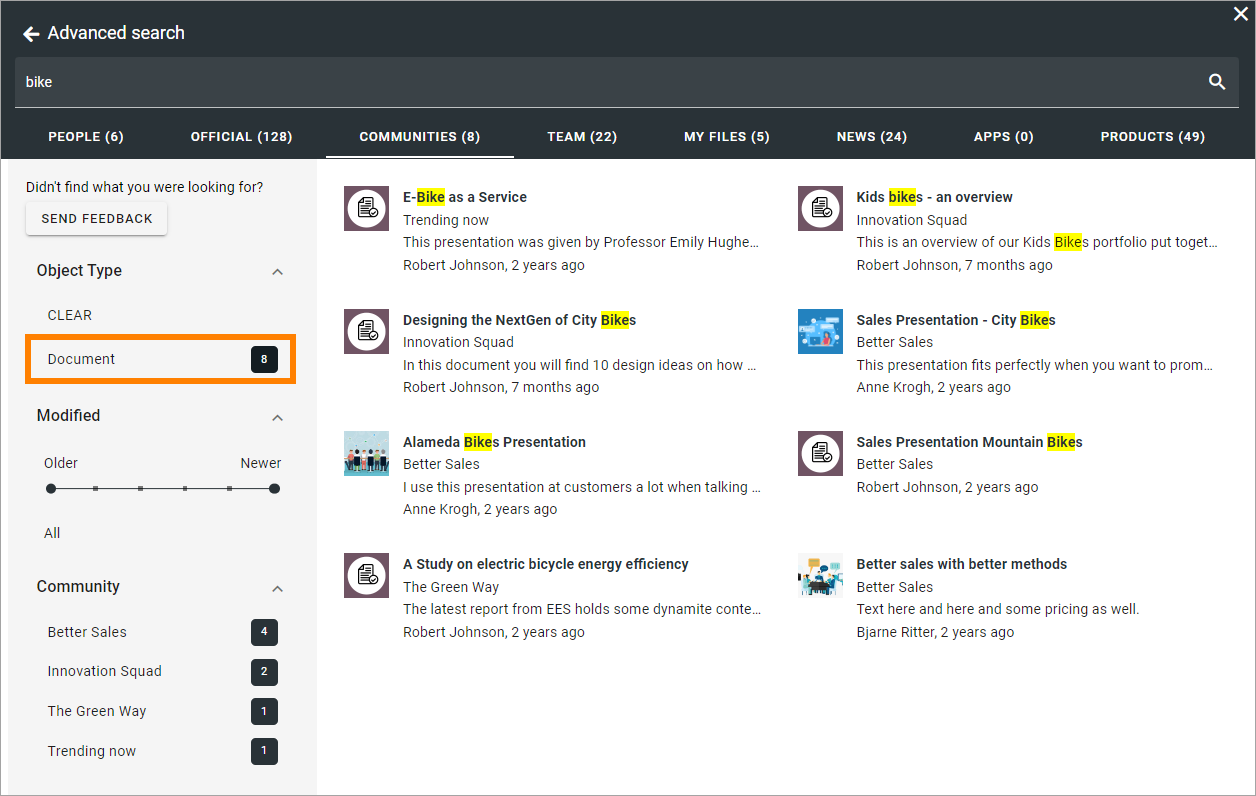 Advanced search
bike
PEOPLE (6) OFFICIAL (128) COMMUNITIES (8) TEAM (22) MY FILES (5) NEWS (24) APPS (0) PRODUCTS (49)
Didn't find what you were looking for?
SEND FEEDBACK
Object Type
CLEAR
Document 8
Modified
Older Newer
All
Community
Better Sales 4
Innovation Squad 2
The Green Way 1
Trending now 1
E-Bike as a Service
Trending now
This presentation was given by Professor Emily Hughe...
Robert Johnson, 2 years ago
Kids bikes - an overview
Innovation Squad
This is an overview of our Kids Bikes portfolio put toget...
Robert Johnson, 7 months ago
Designing the NextGen of City Bikes
Innovation Squad
In this document you will find 10 design ideas on how ...
Robert Johnson, 7 months ago
Sales Presentation - City Bikes
Better Sales
This presentation fits perfectly when you want to prom...
Anne Krogh, 2 years ago
Alameda Bikes Presentation
Better Sales
I use this presentation at customers a lot when talking ...
Anne Krogh, 2 years ago
Sales Presentation Mountain Bikes
Better Sales
Robert Johnson, 2 years ago
A Study on electric bicycle energy efficiency
The Green Way
The latest report from EES holds some dynamite conte...
Robert Johnson, 2 years ago
Better sales with better methods
Better Sales
Text here and here and some pricing as well.
Bjarne Ritter, 2 years ago